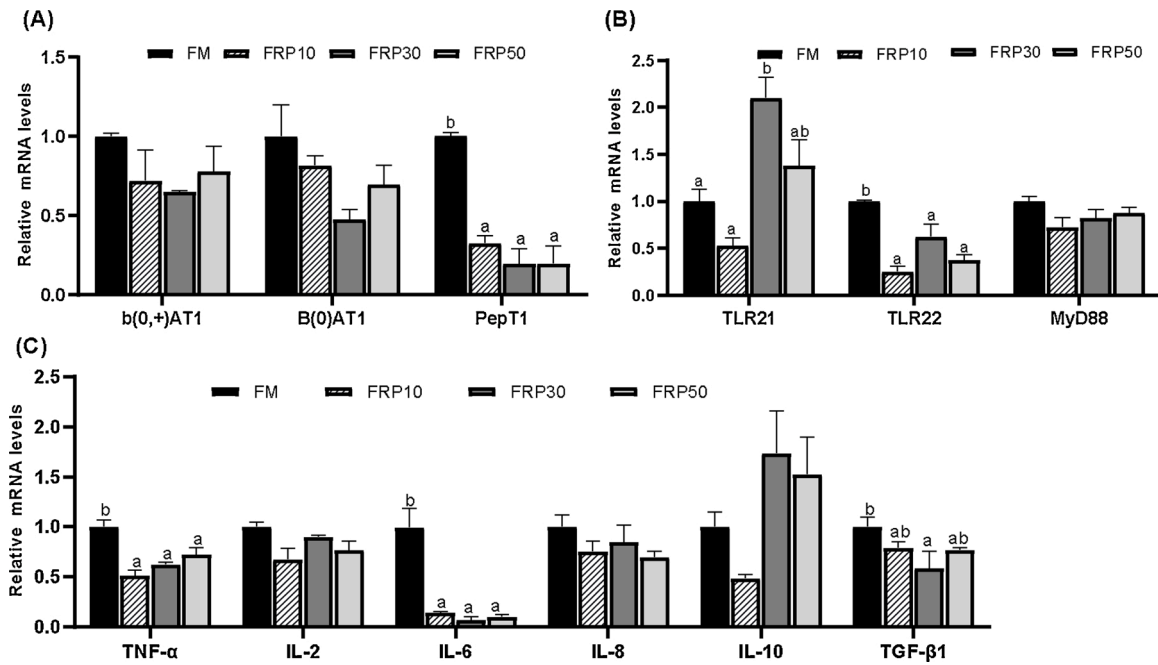 (A)
FM FRP10 FRP30 FRP50
Relative mRNA levels
1.5
1.0
0.5
0.0
b
a a a
b(0,+)AT1 B(0)AT1 PepT1
(B)
FM FRP10 FRP30 FRP50
Relative mRNA levels
2.5
2.0
1.5
1.0
0.5
0.0
a a b ab
b a a a
TLR21 TLR22 MyD88
(C)
FM FRP10 FRP30 FRP50
Relative mRNA levels
2.5
2.0
1.5
1.0
0.5
0.0
b a a a
b a a a
b ab a ab
TNF-α IL-2 IL-6 IL-8 IL-10 TGF-β1